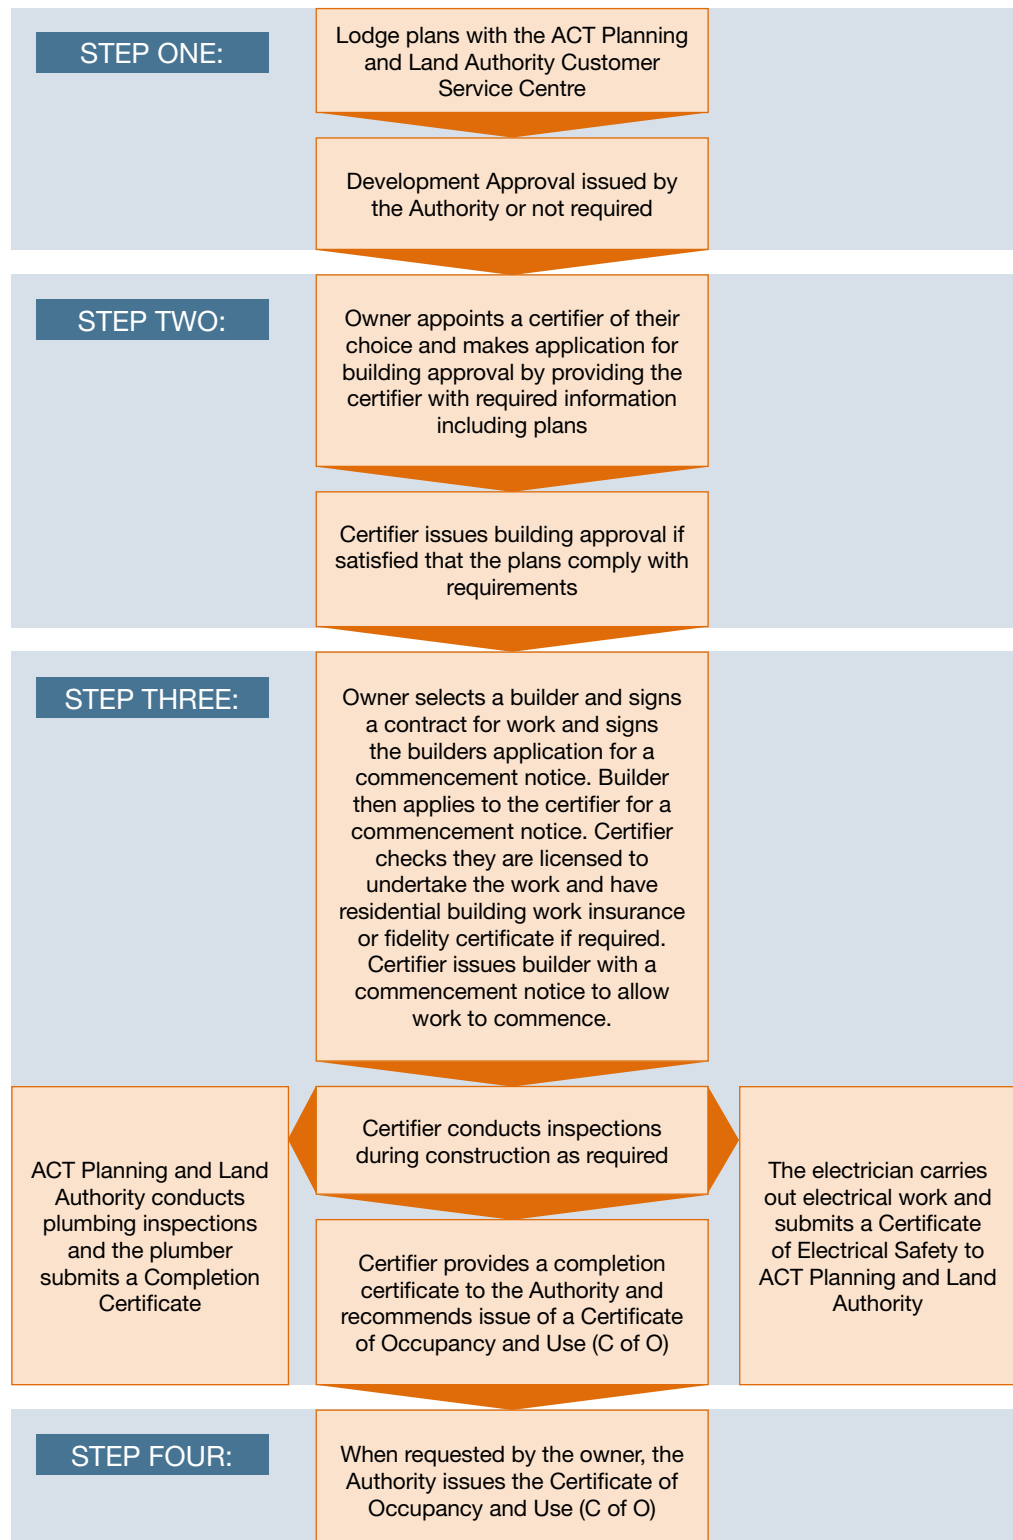 STEP ONE:
Lodge plans with the ACT Planning
and Land Authority Customer
Service Centre
Development Approval issued by
the Authority or not required
STEP TWO:
Owner appoints a certifier of their
choice and makes application for
building approval by providing the
certifier with required information
including plans
Certifier issues building approval if
satisfied that the plans comply with
requirements
STEP THREE:
Owner selects a builder and signs
a contract for work and signs
the builders application for a
commencement notice. Builder
then applies to the certifier for a
commencement notice. Certifier
checks they are licensed to
undertake the work and have
residential building work insurance
or fidelity certificate if required.
Certifier issues builder with a
commencement notice to allow
work to commence.
Certifier conducts inspections
during construction as required
ACT Planning and Land
Authority conducts
plumbing inspections
and the plumber
submits a Completion
Certificate
The electrician carries
out electrical work and
submits a Certificate
of Electrical Safety to
ACT Planning and Land
Authority
Certifier provides a completion
certificate to the Authority and
recommends issue of a Certificate
of Occupancy and Use (C of O)
STEP FOUR:
When requested by the owner, the
Authority issues the Certificate of
Occupancy and Use (C of O)